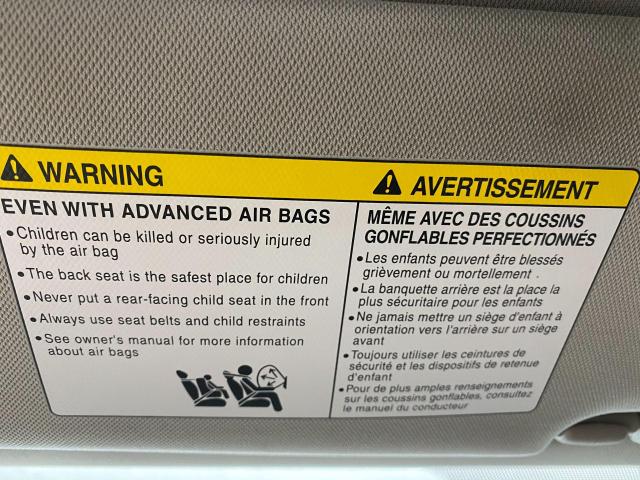 WARNING
EVEN WITH ADVANCED AIR BAGS
•Children can be killed or seriously injured
by the air bag
•The back seat is the safest place for children
•Never put a rear-facing child seat in the front
•Always use seat belts and child restraints
•See owner's manual for more information
about air bags
AVERTISSEMENT
MÊME AVEC DES COUSSINS
GONFLABLES PERFECTIONNÉS
•Les enfants peuvent être blessés
grièvement ou mortellement .
•La banquette arrière est la place la
plus sécuritaire pour les enfants
•Ne jamais mettre un siège d'enfant à
orientation vers l'arrière sur un siège
avant
•Toujours utiliser les ceintures de
sécurité et les dispositifs de retenue
d'enfant
•Pour de plus amples renseignements
sur les coussins gonflables, consultez
le manuel du conducteur